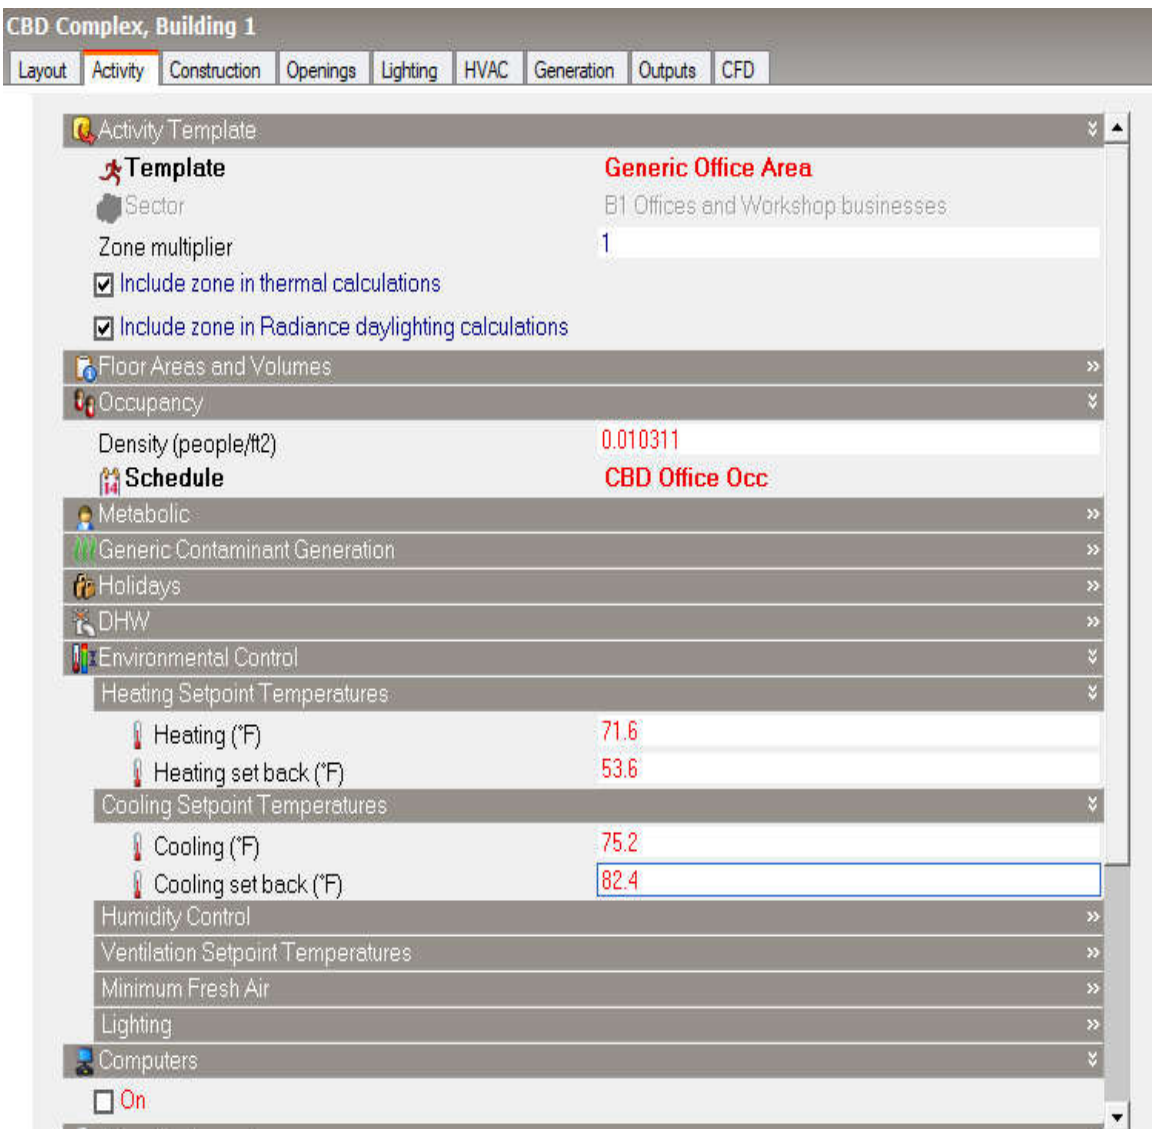 CBD Complex, Building 1
Layout Activity Construction Openings Lighting HVAC Generation Outputs CFD
Activity Template
Template Generic Office Area
Sector B1 Offices and Workshop businesses
Zone multiplier 1
Include zone in thermal calculations
Include zone in Radiance daylighting calculations
Floor Areas and Volumes
Occupancy
Density (people/ft2) 0.010311
14 Schedule CBD Office Occ
Metabolic
Generic Contaminant Generation
Holidays
DHW
Environmental Control
Heating Setpoint Temperatures
Heating (°F) 71.6
Heating set back (°F) 53.6
Cooling Setpoint Temperatures
Cooling (°F) 75.2
Cooling set back (°F) 82.4
Humidity Control
Ventilation Setpoint Temperatures
Minimum Fresh Air
Lighting
Computers
On